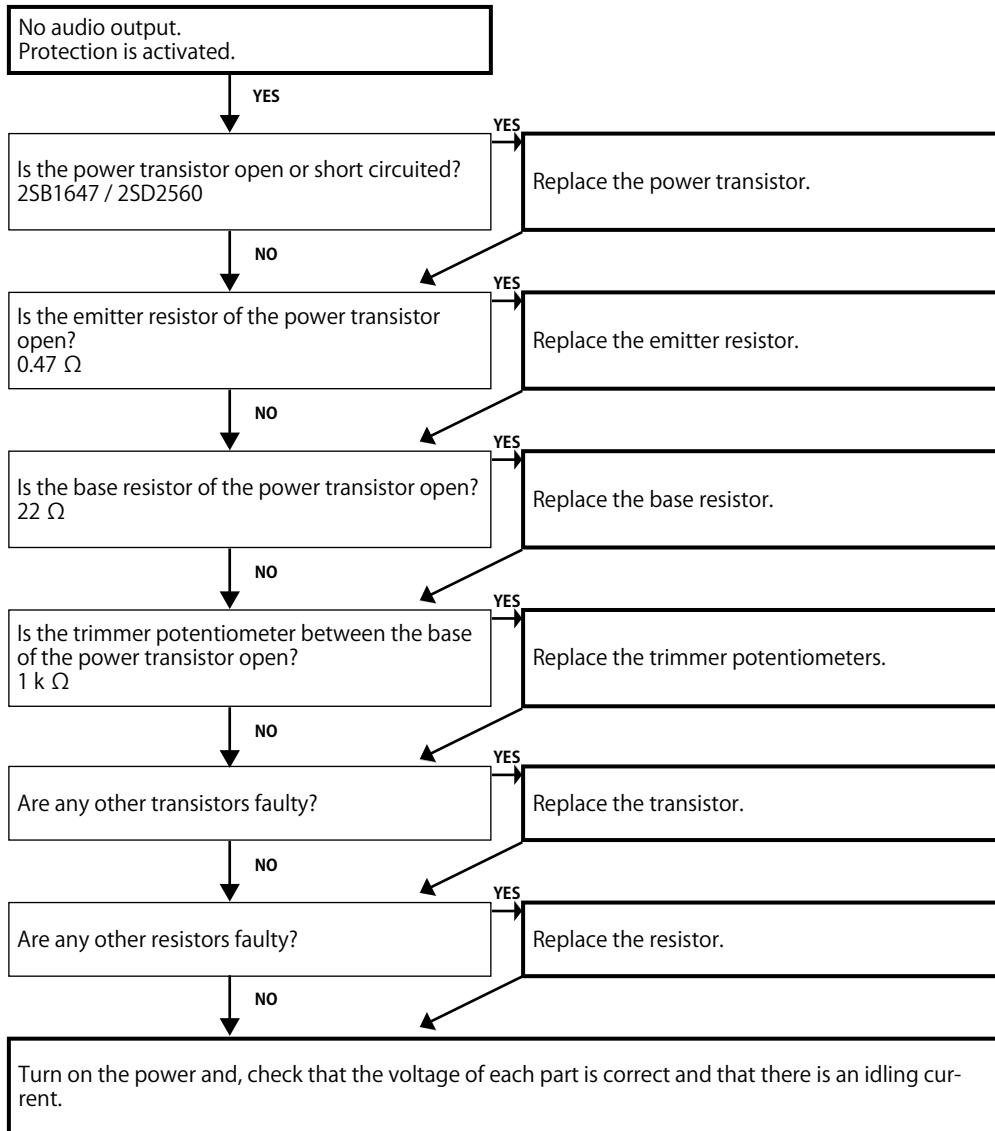 No audio output.
Protection is activated.
YES
YES
Is the power transistor open or short circuited?
2SB1647 / 2SD2560
Replace the power transistor.
NO
YES
Is the emitter resistor of the power transistor
open?
0.47 Ω
Replace the emitter resistor.
NO
YES
Is the base resistor of the power transistor open?
22 Ω
Replace the base resistor.
NO
YES
Is the trimmer potentiometer between the base
of the power transistor open?
1 k Ω
Replace the trimmer potentiometers.
NO
YES
Are any other transistors faulty?
Replace the transistor.
NO
YES
Are any other resistors faulty?
Replace the resistor.
NO
Turn on the power and, check that the voltage of each part is correct and that there is an idling cur-
rent.